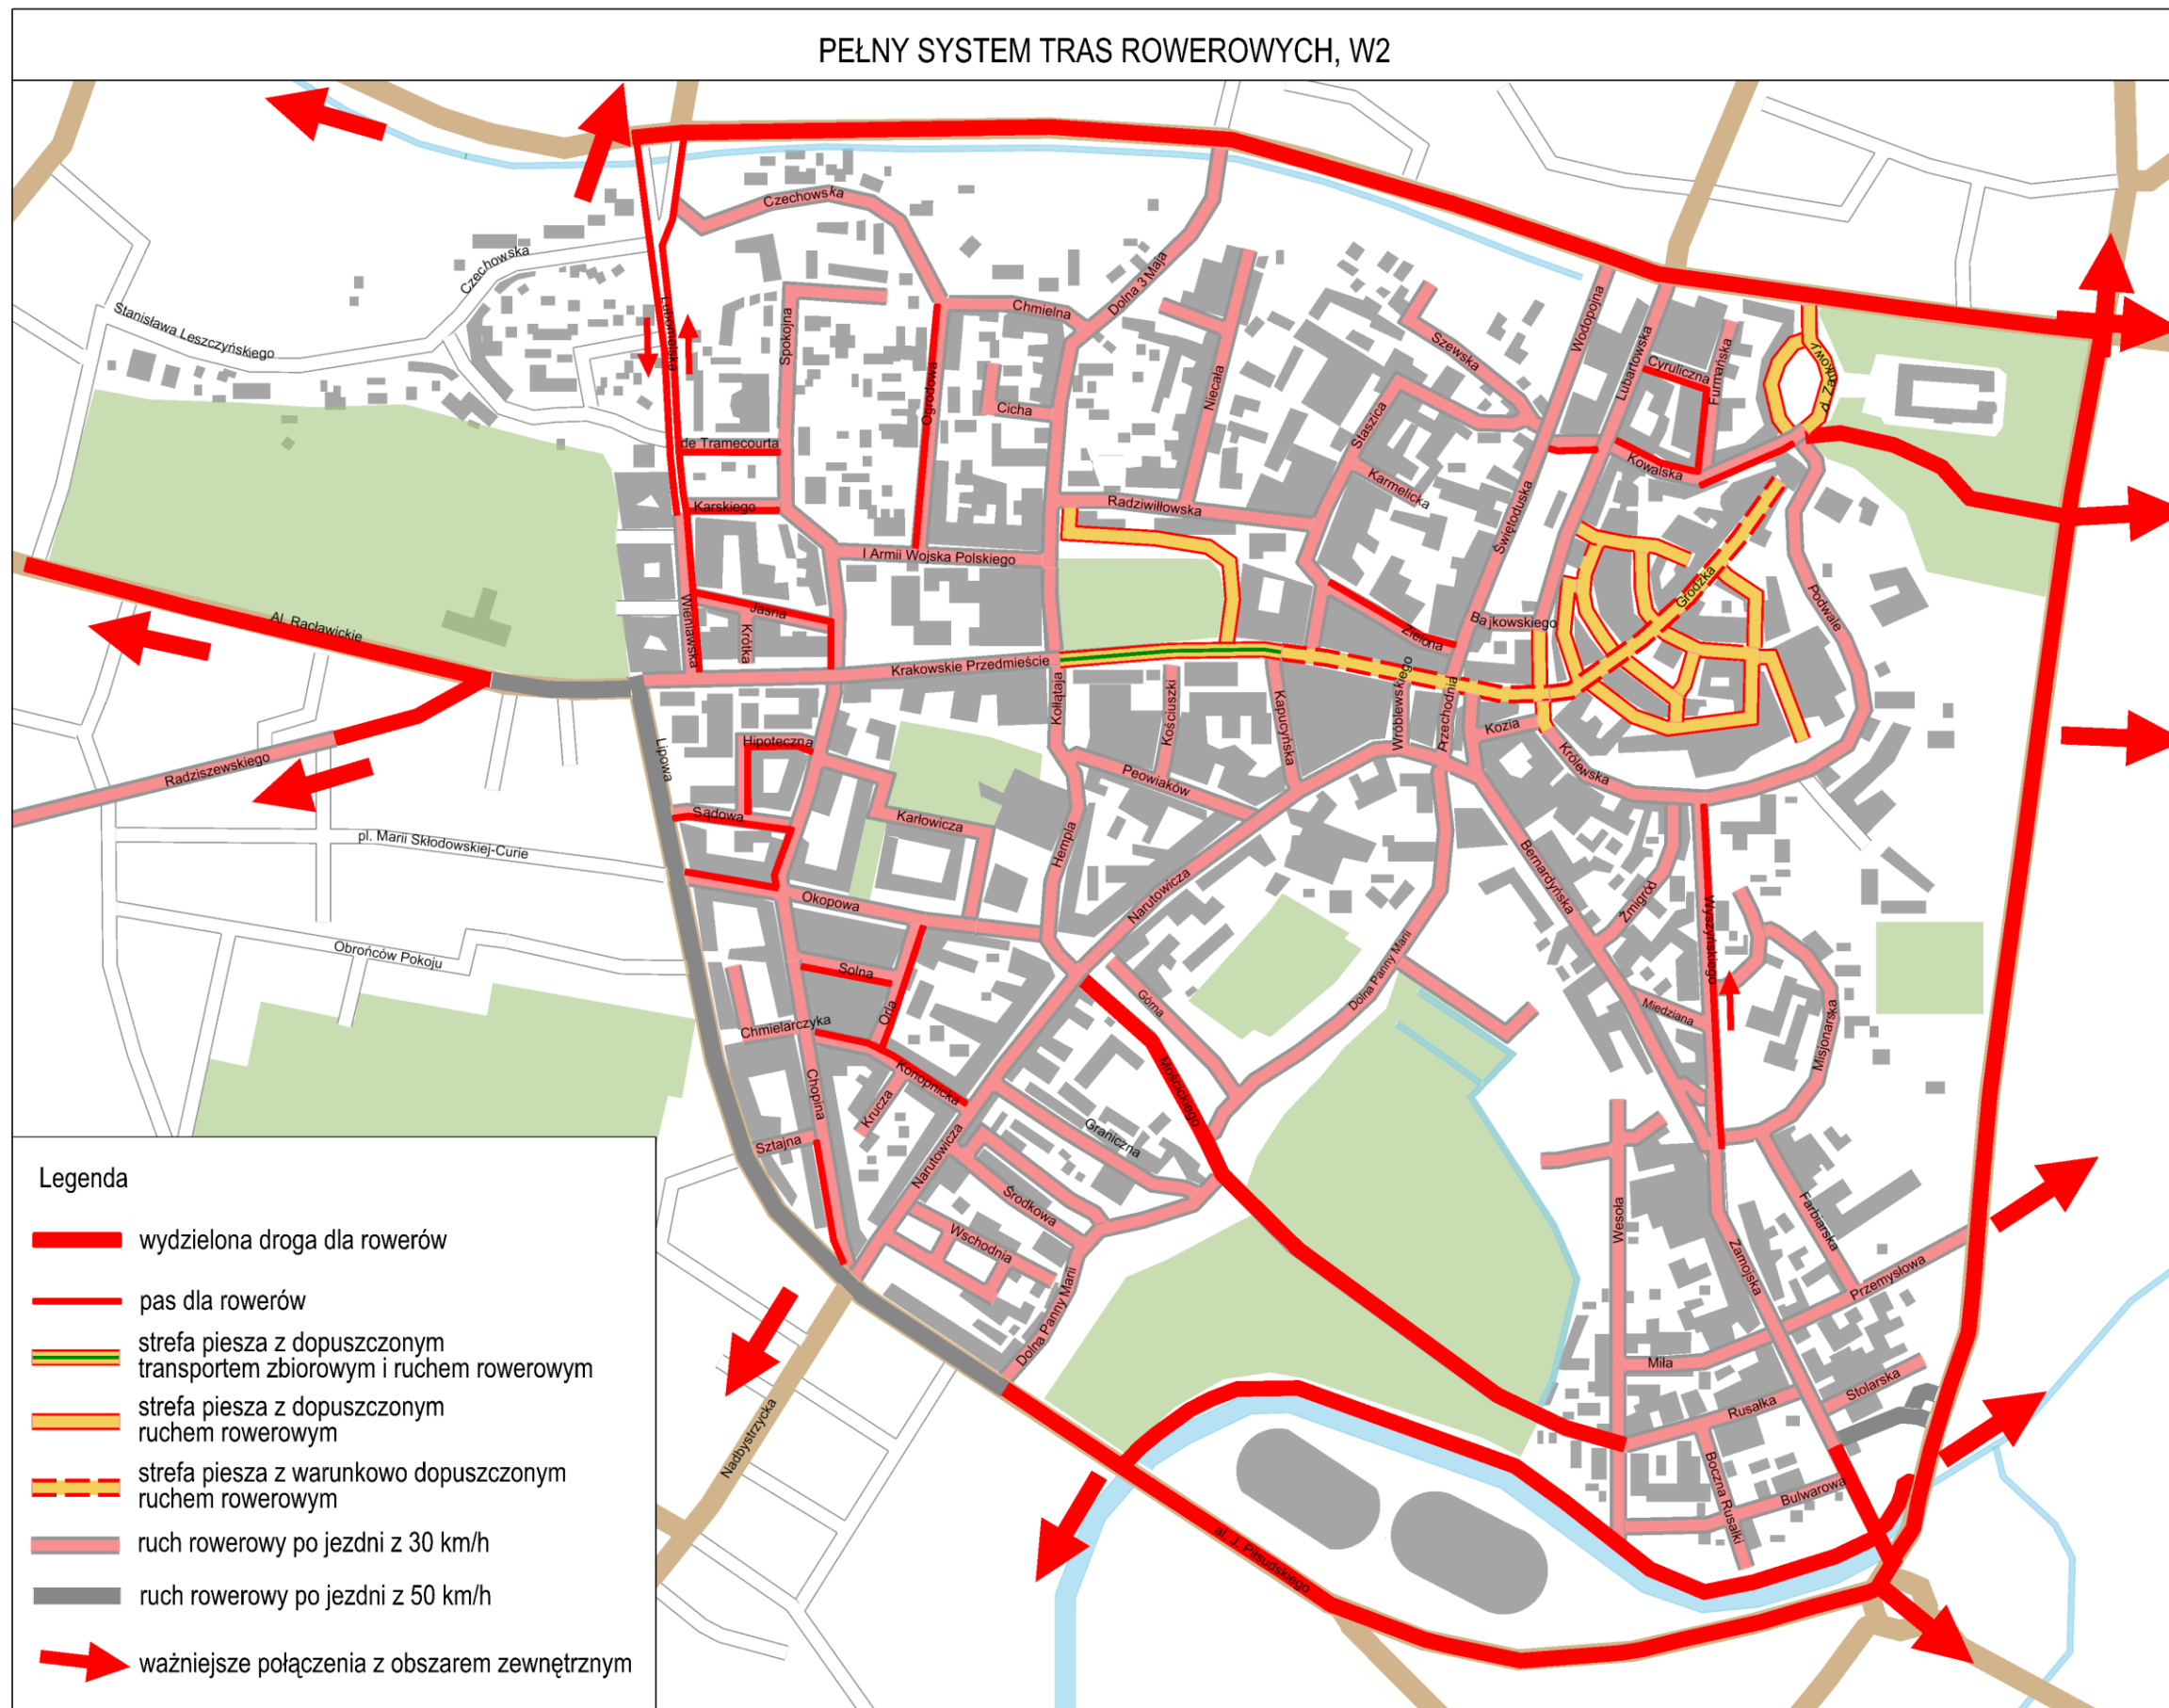 PEŁNY SYSTEM TRAS ROWEROWYCH, W2
Czechowska
Czechowska
Stanisława Leszczyńskiego
Lubomelska
Spokojna
Chmielna
Dolna 3 Maja
Ogrodowa
Cicha
Niecała
Szewska
Wodopojna
Lubartowska
Cyruliczna
Furmańska
pl. Zamkowy
de Tramecourta
Karskiego
Radziwiłłowska
Staszica
Karmelicka
Kowalska
Świętoduska
I Armii Wojska Polskiego
Grodzka
Podwale
Al. Racławickie
Wieniawska
Jasna
Krótka
Bajkowskiego
Zielona
Krakowskie Przedmieście
Kołłątaja
Kościuszki
Kapucyńska
Wróblewskiego
Przechodnia
Kozia
Królewska
Lipowa
Hipoteczna
Radziszewskiego
Peowiaków
Sądowa
Karłowicza
Hempla
pl. Marii Skłodowskiej-Curie
Narutowicza
Bernardyńska
Żmigród
Okopowa
Wyszyńskiego
Obrońców Pokoju
Solna
Orla
Górna
Dolna Panny Marii
Miedziana
Misjonarska
Chmielarczyka
Chopina
Konopnicka
Krucza
Mościckiego
Graniczna
Sztajna
Narutowicza
Środkowa
Wschodnia
Dolna Panny Marii
Wesoła
Zamojska
Farbiarska
Przemysłowa
Miła
Stolarska
Rusałka
Boczna Rusałki
Bulwarowa
Nadbystrzycka
al. J. Piłsudskiego
Legenda
wydzielona droga dla rowerów
pas dla rowerów
strefa piesza z dopuszczonym
transportem zbiorowym i ruchem rowerowym
strefa piesza z dopuszczonym
ruchem rowerowym
strefa piesza z warunkowo dopuszczonym
ruchem rowerowym
ruch rowerowy po jezdni z 30 km/h
ruch rowerowy po jezdni z 50 km/h
ważniejsze połączenia z obszarem zewnętrznym